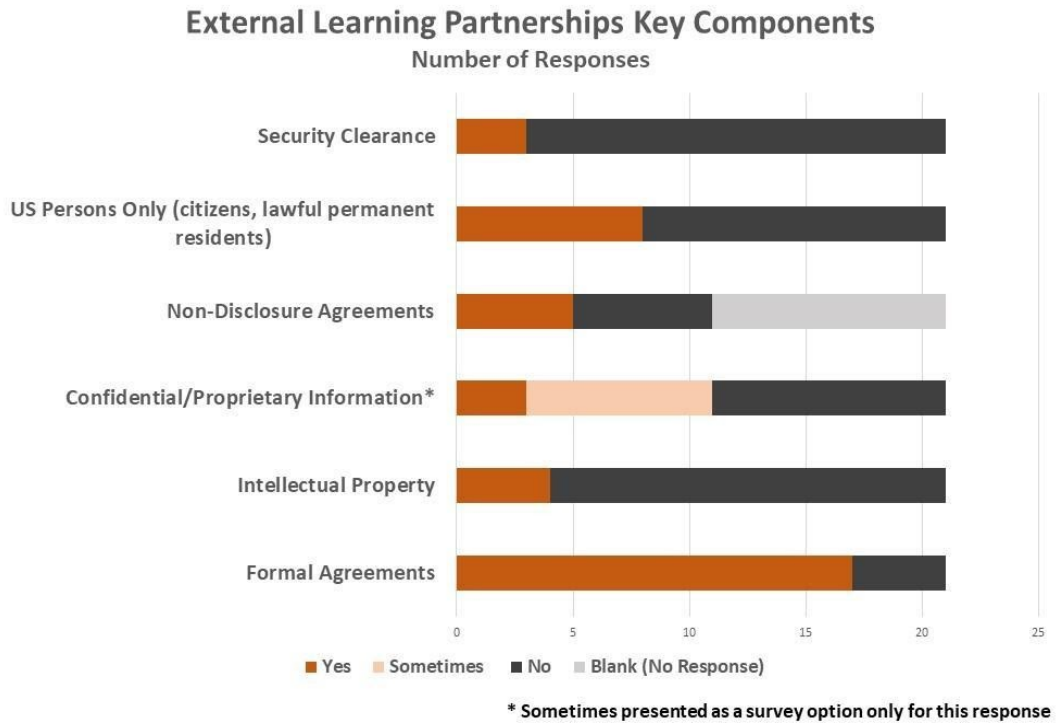 External Learning Partnerships Key Components
Number of Responses
Security Clearance
US Persons Only (citizens, lawful permanent
residents)
Non-Disclosure Agreements
Confidential/Proprietary Information*
Intellectual Property
Formal Agreements
0 5 10 15 20 25
Yes Sometimes No Blank (No Response)
* Sometimes presented as a survey option only for this response